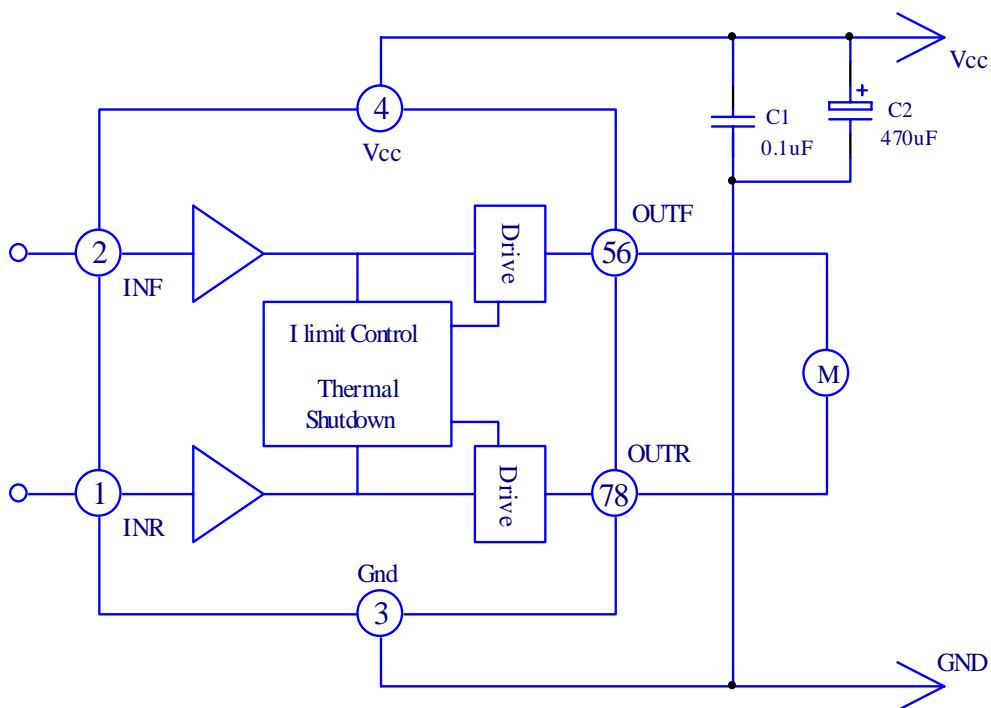 Vcc
4
Vcc
+
C1
0.1uF
C2
470uF
OUTF
2
INF
Drive
56
I limit Control
Thermal
Shutdown
M
OUTR
1
INR
Drive
78
Gnd
3
GND